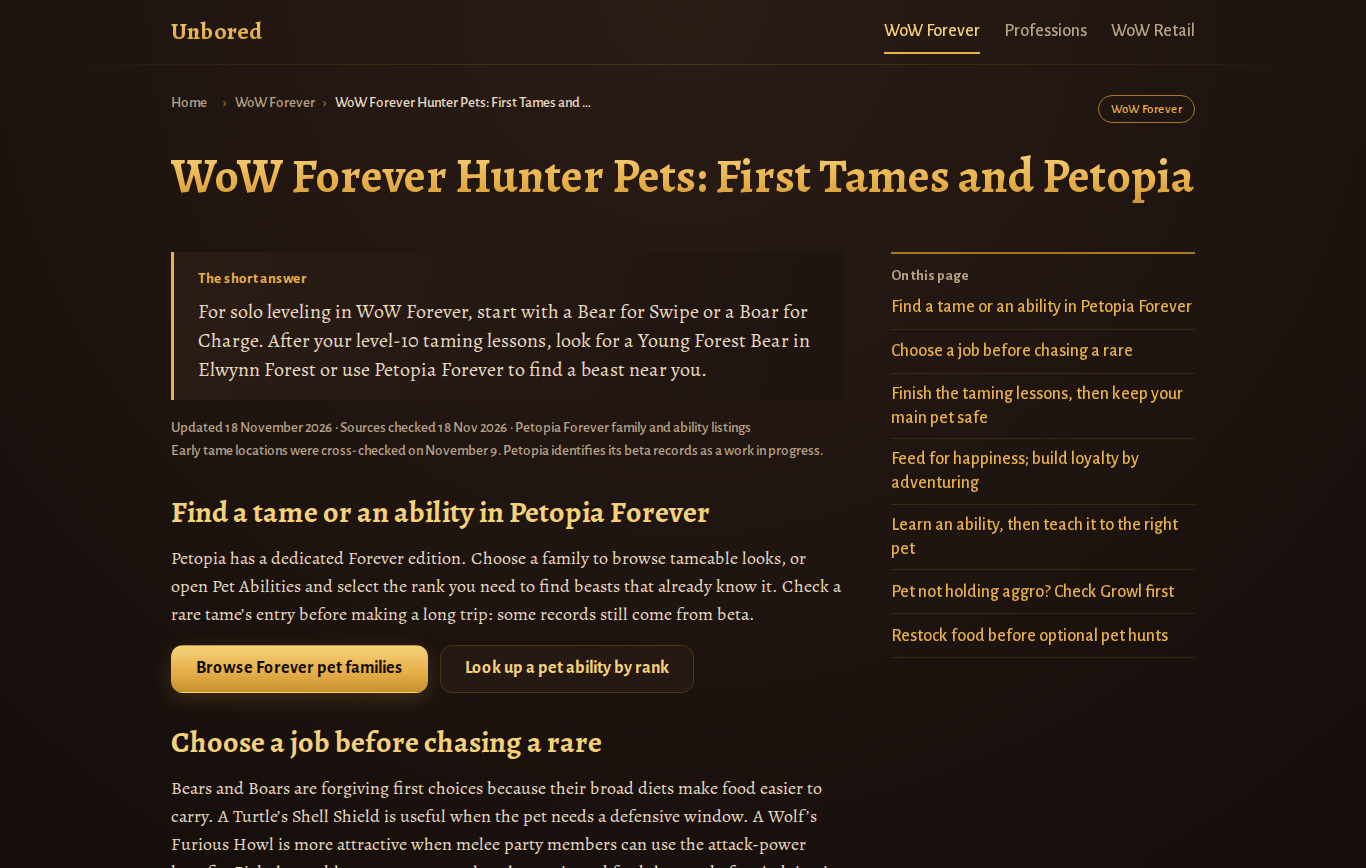 Unbored
WoW Forever
Professions
WoW Retail
Home › WoW Forever › WoW Forever Hunter Pets: First Tames and ...
WoW Forever
WoW Forever Hunter Pets: First Tames and Petopia
The short answer
For solo leveling in WoW Forever, start with a Bear for Swipe or a Boar for
Charge. After your level-10 taming lessons, look for a Young Forest Bear in
Elwynn Forest or use Petopia Forever to find a beast near you.
Updated 18 November 2026 · Sources checked 18 Nov 2026 · Petopia Forever family and ability listings
Early tame locations were cross-checked on November 9. Petopia identifies its beta records as a work in progress.
Find a tame or an ability in Petopia Forever
Petopia has a dedicated Forever edition. Choose a family to browse tameable looks, or
open Pet Abilities and select the rank you need to find beasts that already know it. Check a
rare tame's entry before making a long trip: some records still come from beta.
Browse Forever pet families
Look up a pet ability by rank
Choose a job before chasing a rare
Bears and Boars are forgiving first choices because their broad diets make food easier to
carry. A Turtle's Shell Shield is useful when the pet needs a defensive window. A Wolf's
Furious Howl is more attractive when melee party members can use the attack-power
On this page
Find a tame or an ability in Petopia Forever
Choose a job before chasing a rare
Finish the taming lessons, then keep your
main pet safe
Feed for happiness; build loyalty by
adventuring
Learn an ability, then teach it to the right
pet
Pet not holding aggro? Check Growl first
Restock food before optional pet hunts